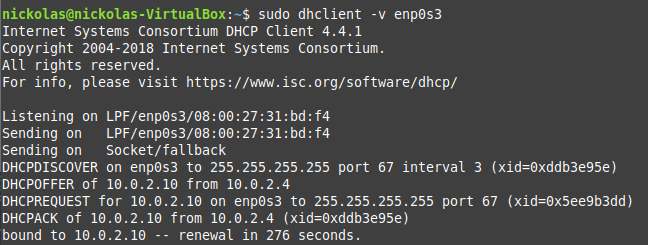 nickolas@nickolas-VirtualBox:~$ sudo dhclient -v enp0s3
Internet Systems Consortium DHCP Client 4.4.1
Copyright 2004-2018 Internet Systems Consortium.
All rights reserved.
For info, please visit https://www.isc.org/software/dhcp/

Listening on LPF/enp0s3/08:00:27:31:bd:f4
Sending on   LPF/enp0s3/08:00:27:31:bd:f4
Sending on   Socket/fallback
DHCPDISCOVER on enp0s3 to 255.255.255.255 port 67 interval 3 (xid=0xddb3e95e)
DHCPOFFER of 10.0.2.10 from 10.0.2.4
DHCPREQUEST for 10.0.2.10 on enp0s3 to 255.255.255.255 port 67 (xid=0x5ee9b3dd)
DHCPACK of 10.0.2.10 from 10.0.2.4 (xid=0xddb3e95e)
bound to 10.0.2.10 -- renewal in 276 seconds.